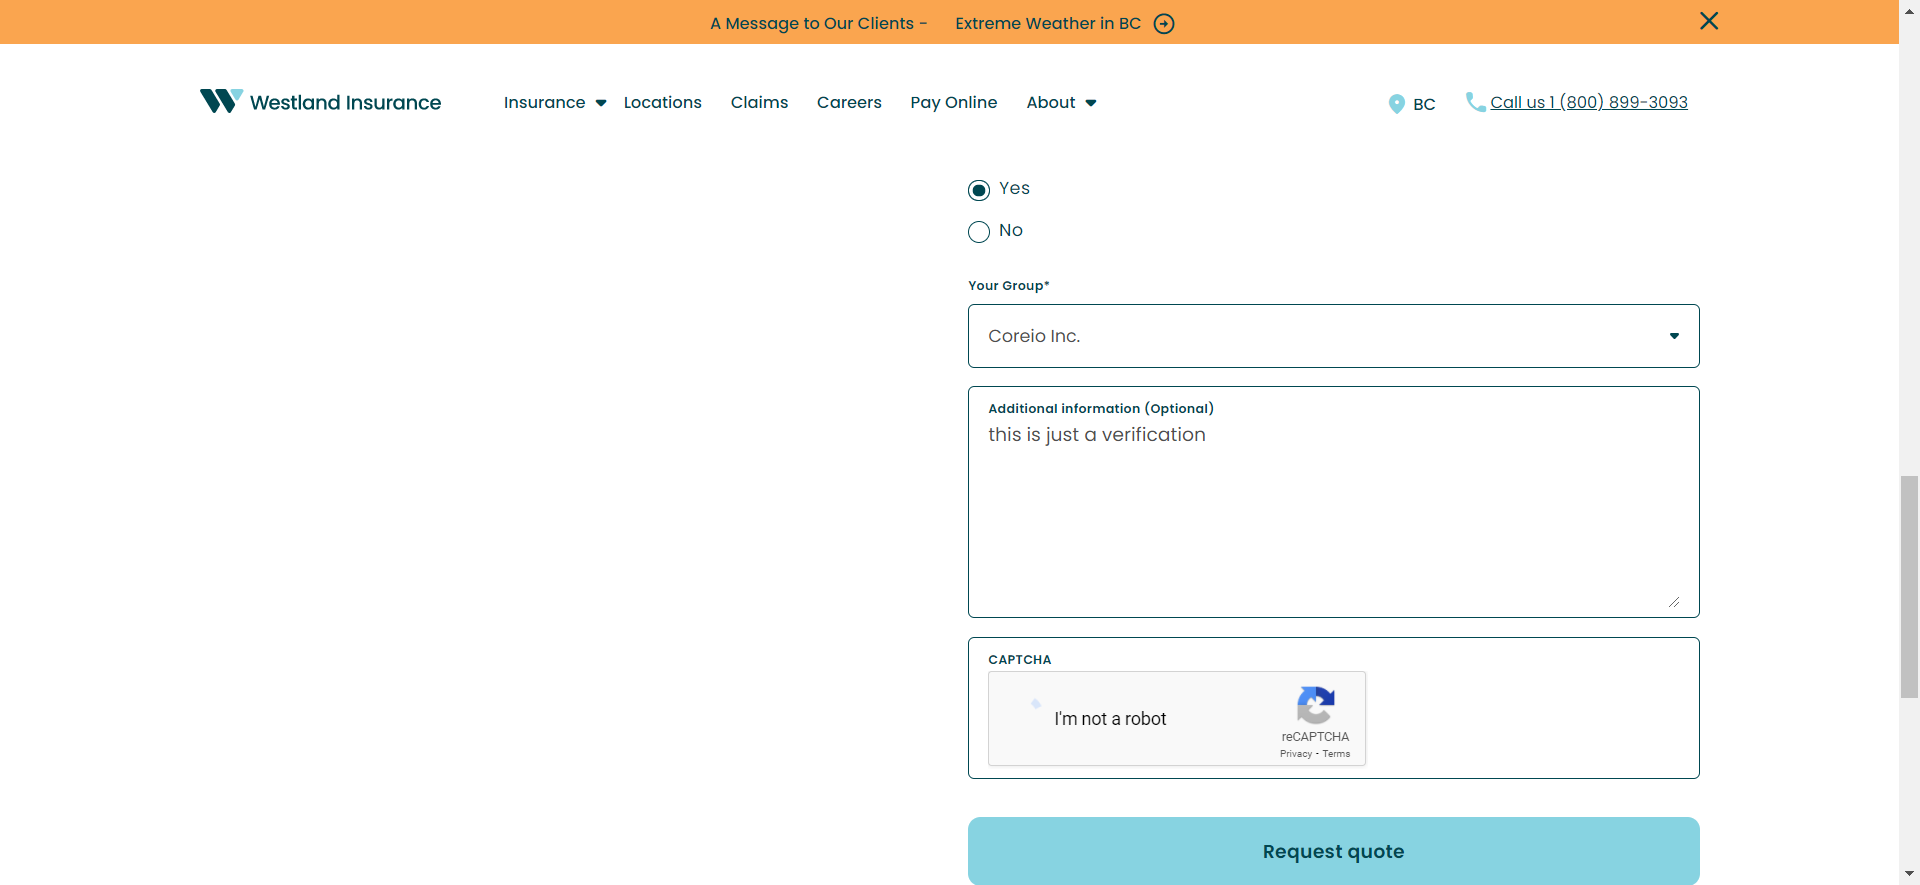 A Message to Our Clients - Extreme Weather in BC
Westland Insurance Insurance Locations Claims Careers Pay Online About BC Call us 1 (800) 899-3093
Yes
No
Your Group*
Coreio Inc.
Additional information (Optional)
this is just a verification
CAPTCHA
I'm not a robot
reCAPTCHA
Privacy - Terms
Request quote